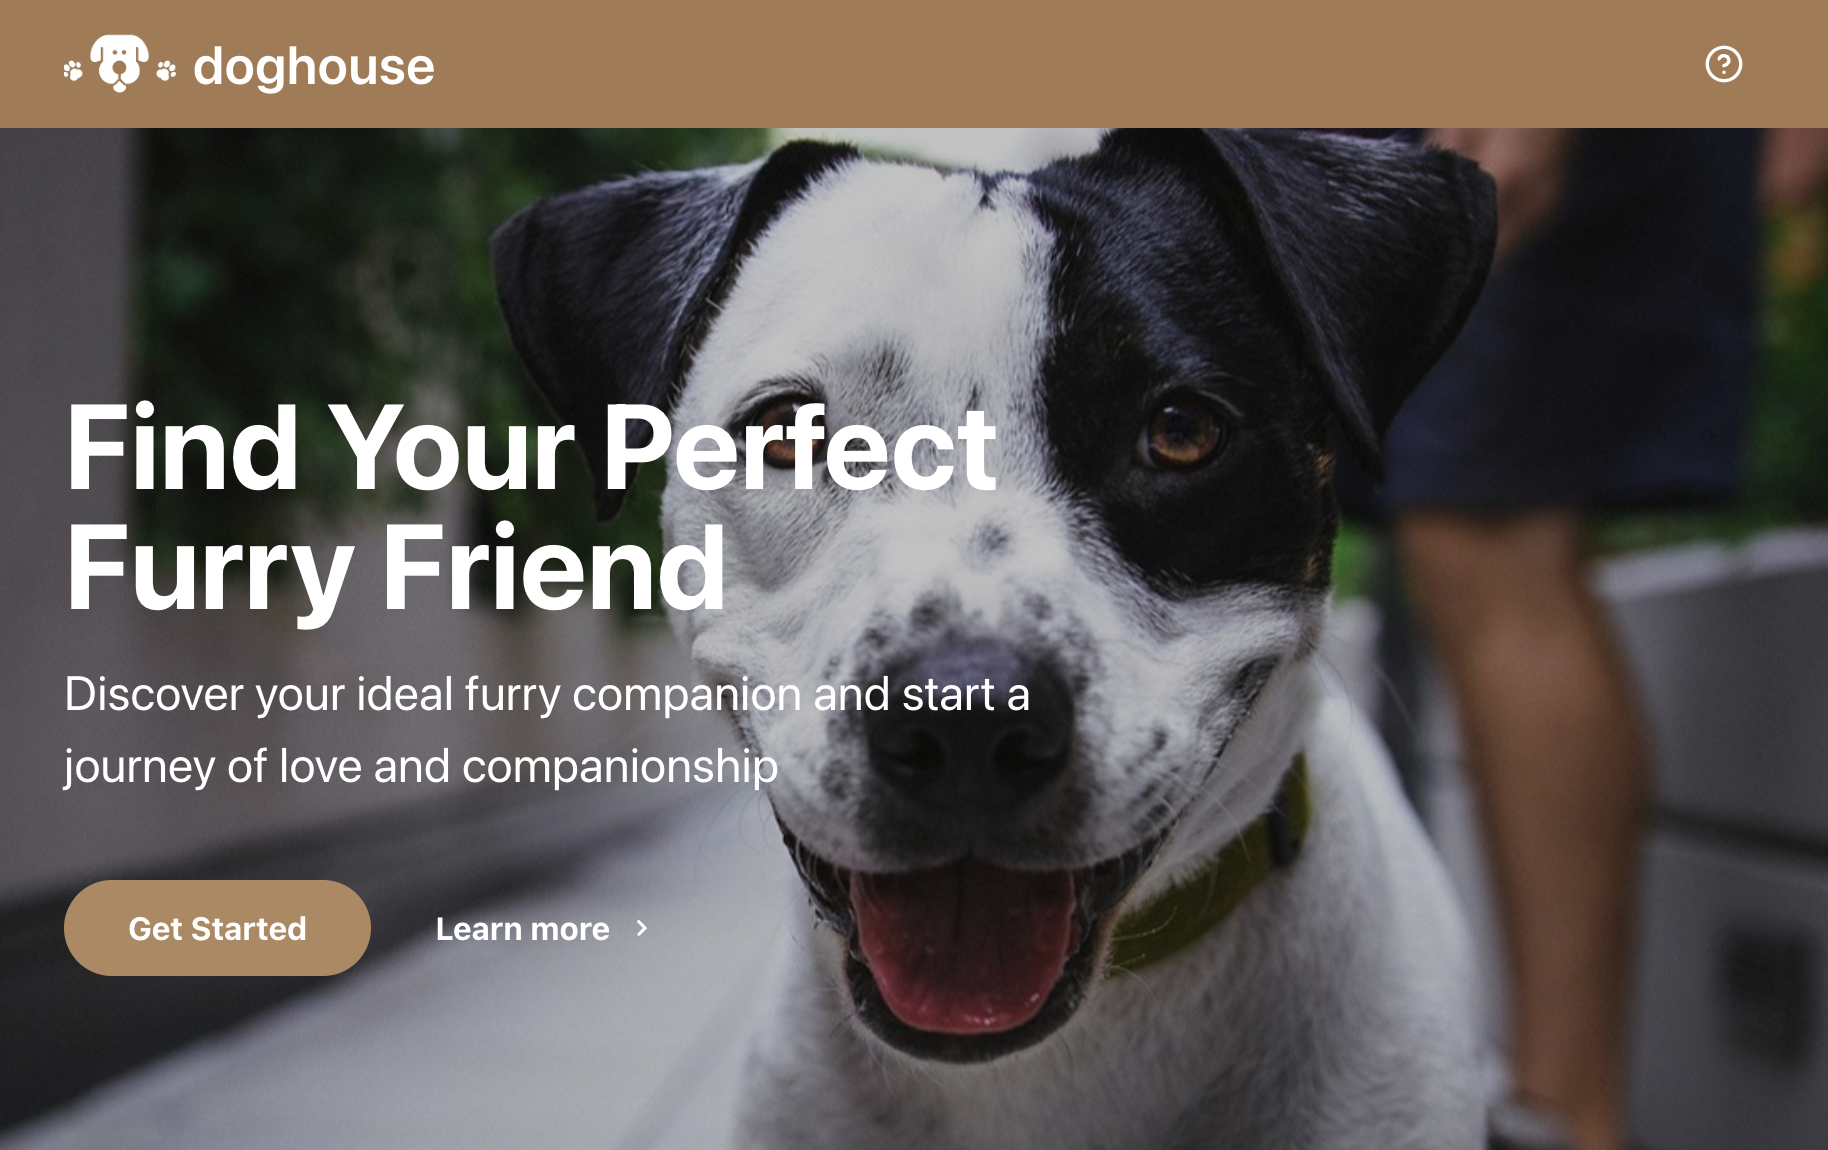 doghouse
Find Your Perfect
Furry Friend
Discover your ideal furry companion and start a
journey of love and companionship
Get Started
Learn more